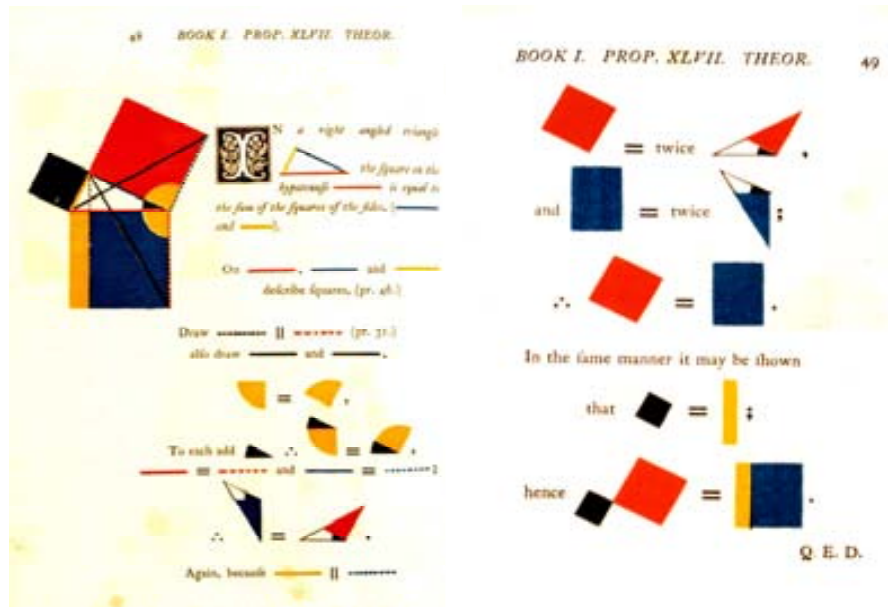 48 BOOK I. PROP. XLVII. THEOR.
IN a right angled triangle
the ſquare on the
hypotenuſe is equal to
the ſum of the ſquares of the ſides, (
and ).
On , and
deſcribe ſquares, (pr. 46.)
Draw || (pr. 31.)
alſo draw and .
= ,
To each add ∴ = ,
= and = ;
∴ = .
Again, becauſe ||
BOOK I. PROP. XLVII. THEOR. 49
= twice ,
and = twice ;
∴ = .
In the ſame manner it may be ſhown
that = ;
hence = .
Q. E. D.